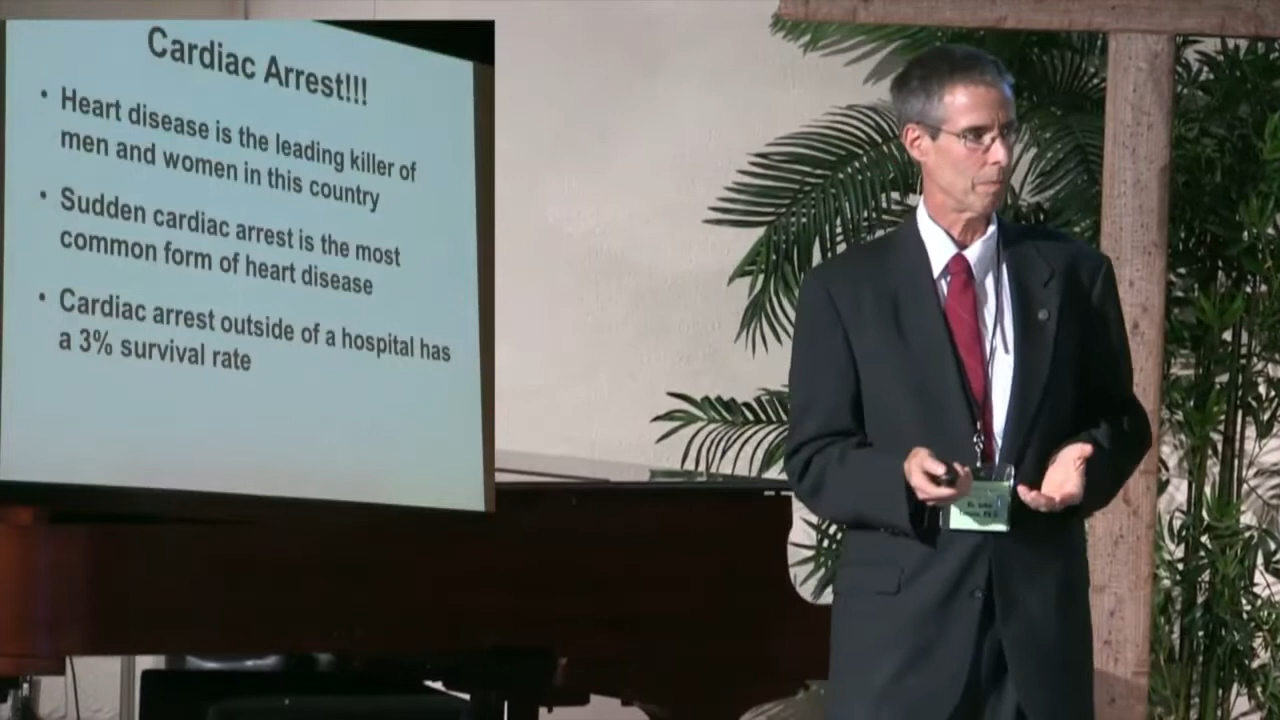 Cardiac Arrest!!!
• Heart disease is the leading killer of
men and women in this country
• Sudden cardiac arrest is the most
common form of heart disease
• Cardiac arrest outside of a hospital has
a 3% survival rate